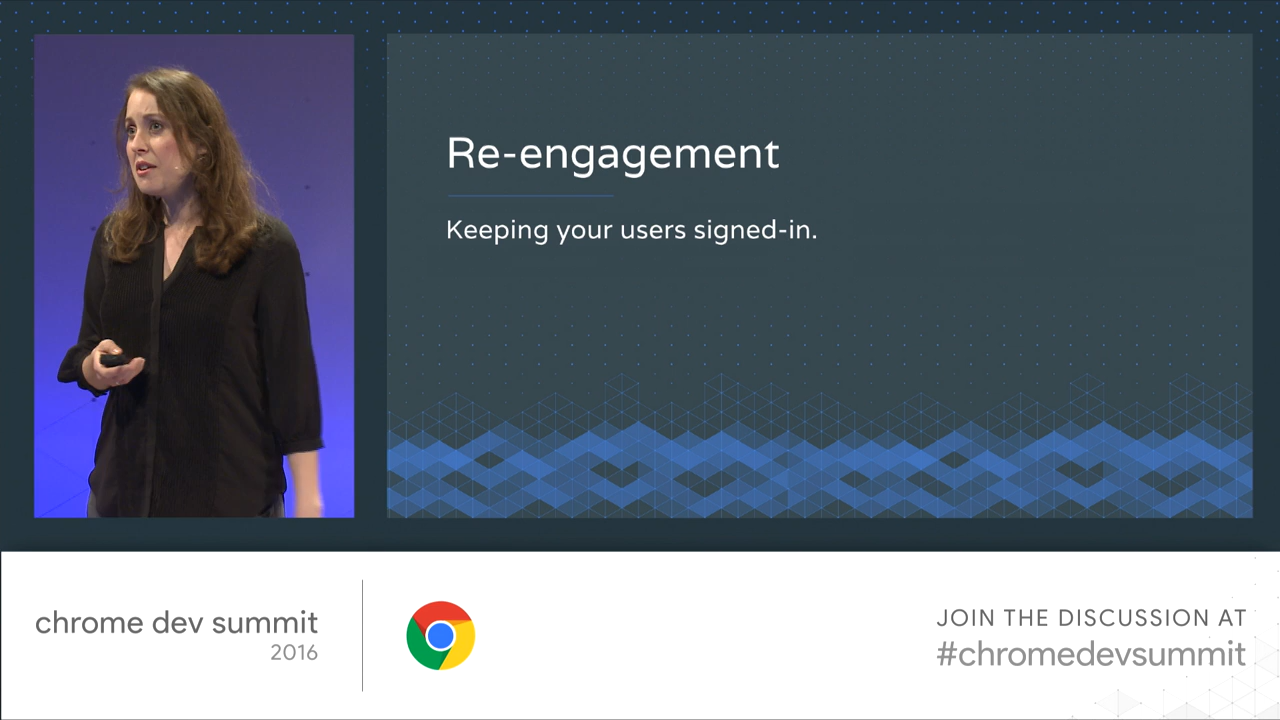 Re-engagement
Keeping your users signed-in.
chrome dev summit
2016
JOIN THE DISCUSSION AT
#chromedevsummit